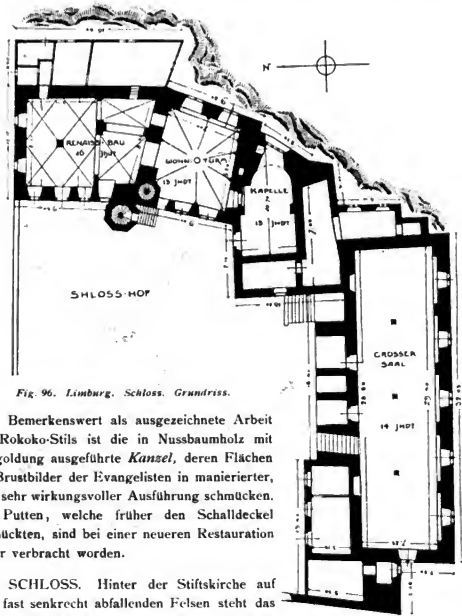 N
RENAISS. BAU
16 JHDT
WOHN-TURM
13 JHDT
KAPELLE
13 JHDT
SHLOSS-HOF
GROSSER
SAAL
14 JHDT
Fig. 96. Limburg. Schloss. Grundriss.
Bemerkenswert als ausgezeichnete Arbeit
Rokoko-Stils ist die in Nussbaumholz mit
goldung ausgeführte Kanzel, deren Flächen
Brustbilder der Evangelisten in manierierter,
sehr wirkungsvoller Ausführung schmücken.
Putten, welche früher den Schalldeckel
mückten, sind bei einer neueren Restauration
r verbracht worden.
SCHLOSS. Hinter der Stiftskirche auf
fast senkrecht abfallenden Felsen steht das